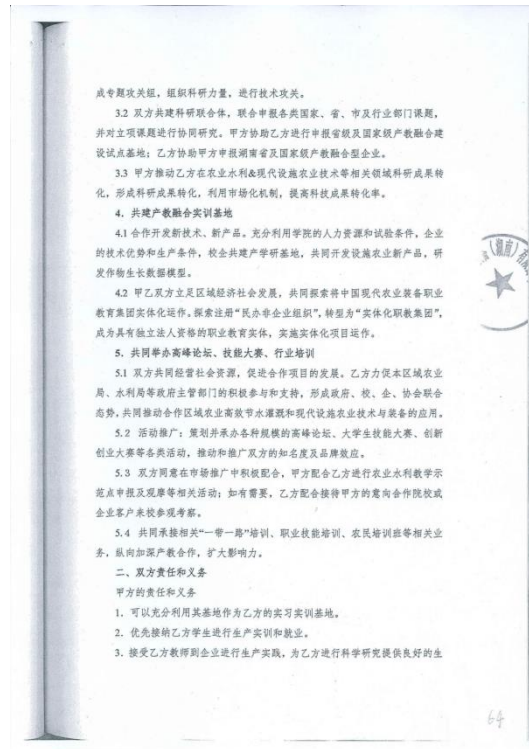 成专题攻关组，组织科研力量，进行技术攻关。
3.2 双方共建科研联合体，联合申报各类国家、省、市及行业部门课题，
并对立项课题进行协同研究。甲方协助乙方进行申报省级及国家级产教融合建
设试点基地；乙方协助甲方申报湖南省及国家级产教融合型企业。
3.3 甲方推动乙方在农业水利&现代设施农业技术等相关领域科研成果转
化，形成科研成果转化，利用市场化机制，提高科技成果转化率。
4．共建产教融合实训基地
4.1 合作开发新技术、新产品。充分利用学院的人力资源和试验条件，企业
的技术优势和生产条件，校企共建产学研基地，共同开发设施农业新产品，研
发作物生长数据模型。
4.2 甲乙双方立足区域经济社会发展，共同探索将中国现代农业装备职业
教育集团实体化运作。探索注册“民办非企业组织”，转型为“实体化职教集团”，
成为具有独立法人资格的职业教育实体，实施实体化项目运作。
5．共同举办高峰论坛、技能大赛、行业培训
5.1 双方共同经营社会资源，促进合作项目的发展。乙方力促本区域农业
局、水利局等政府主管部门的积极参与和支持，形成政府、校、企、协会联合
态势。共同推动合作区域农业高效节水灌溉和现代设施农业技术与装备的应用。
5.2 活动推广：策划并承办各种规模的高峰论坛、大学生技能大赛、创新
创业大赛等各类活动，推动和推广双方的知名度及品牌效应。
5.3 双方同意在市场推广中积极配合，甲方配合乙方进行农业水利教学示
范点申报及观摩等相关活动；如有需要，乙方配合接待甲方的意向合作院校或
企业客户来校参观考察。
5.4 共同承接相关“一带一路”培训、职业技能培训、农民培训班等相关业
务，纵向加深产教合作，扩大影响力。
二、双方责任和义务
甲方的责任和义务
1．可以充分利用其基地作为乙方的实习实训基地。
2．优先接纳乙方学生进行生产实训和就业。
3．接受乙方教师到企业进行生产实践，为乙方进行科学研究提供良好的生
64